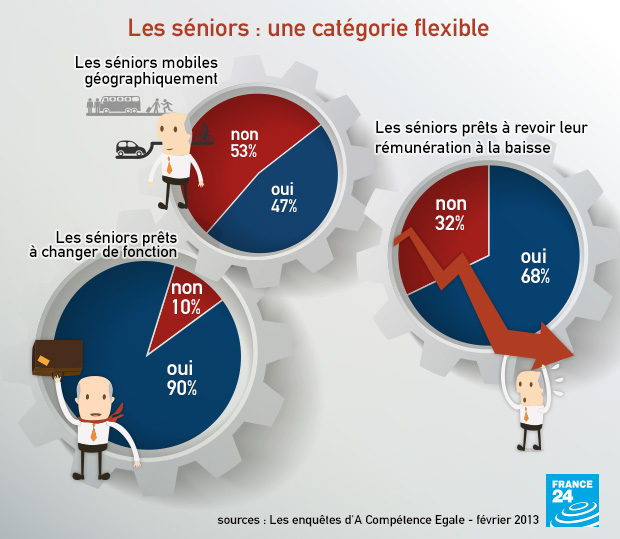 Les séniors : une catégorie flexible
Les séniors mobiles
géographiquement
non
53%
oui
47%
Les séniors prêts à revoir leur
rémunération à la baisse
non
32%
oui
68%
Les séniors prêts
à changer de fonction
non
10%
oui
90%
FRANCE
24
sources : Les enquêtes d'A Compétence Egale - février 2013